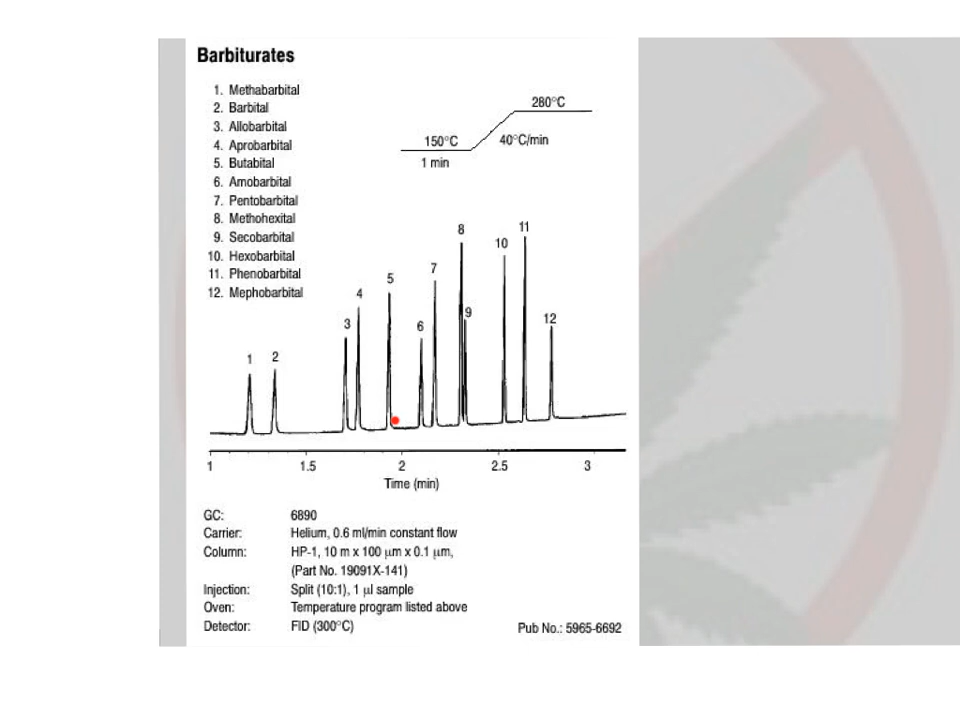 Barbiturates
1. Methabarbital
2. Barbital
3. Allobarbital
4. Aprobarbital
5. Butabital
6. Amobarbital
7. Pentobarbital
8. Methohexital
9. Secobarbital
10. Hexobarbital
11. Phenobarbital
12. Mephobarbital
280°C
150°C
40°C/min
1 min
1
2
3
4
5
6
7
8
9
10
11
12
1
1.5
2
2.5
3
Time (min)
GC: 6890
Carrier: Helium, 0.6 ml/min constant flow
Column: HP-1, 10 m x 100 μm x 0.1 μm,
(Part No. 19091X-141)
Injection: Split (10:1), 1 μl sample
Oven: Temperature program listed above
Detector: FID (300°C)
Pub No.: 5965-6692